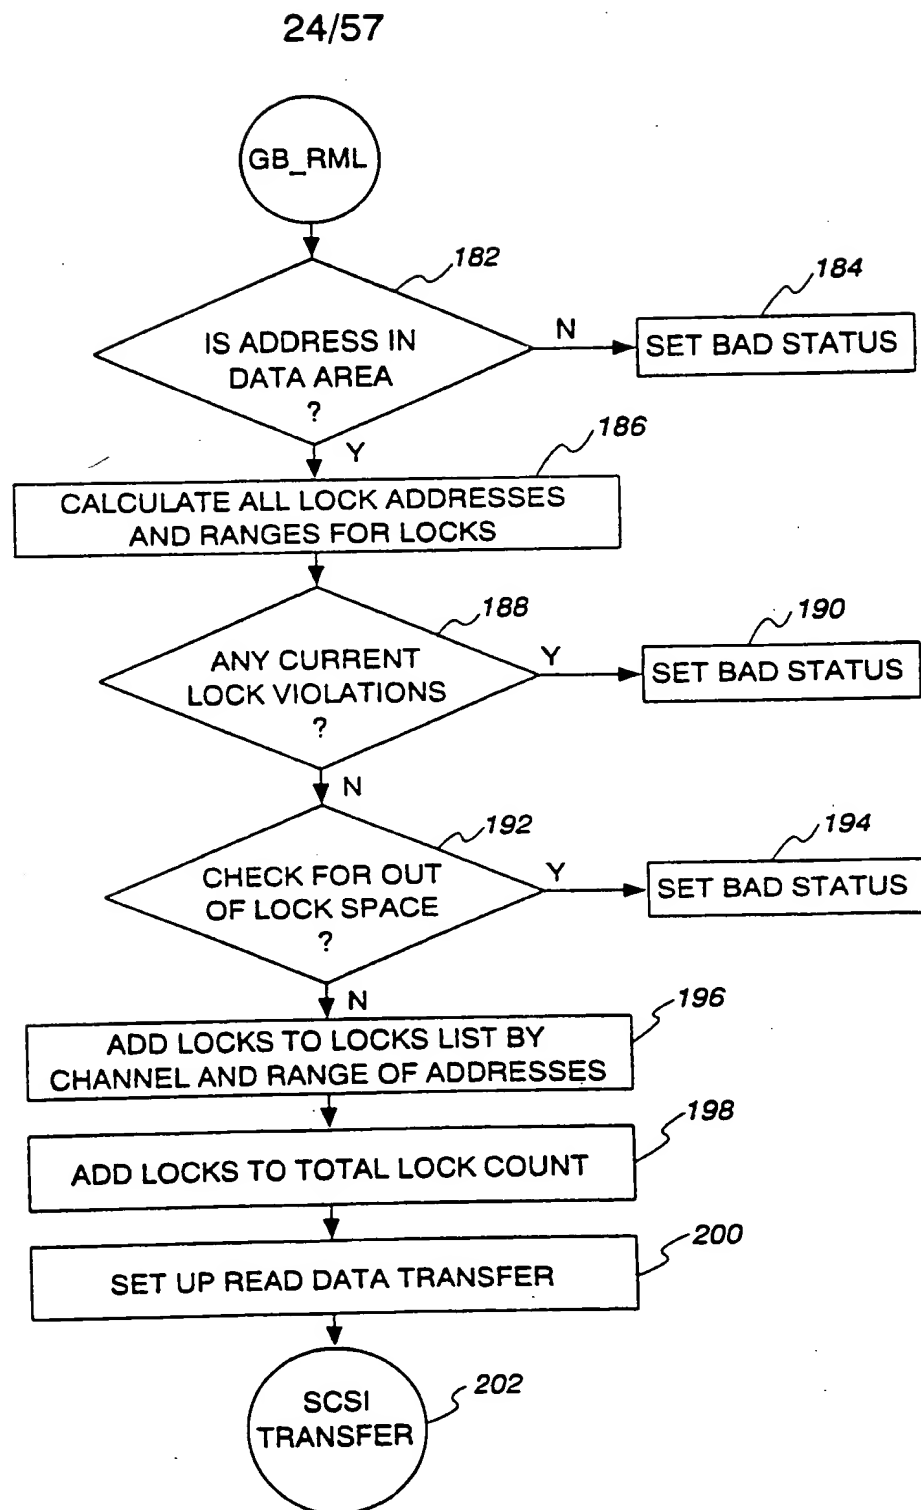 24/57
GB_RML
182
IS ADDRESS IN
DATA AREA
?
N
184
SET BAD STATUS
Y
186
CALCULATE ALL LOCK ADDRESSES
AND RANGES FOR LOCKS
188
ANY CURRENT
LOCK VIOLATIONS
?
Y
190
SET BAD STATUS
N
192
CHECK FOR OUT
OF LOCK SPACE
?
Y
194
SET BAD STATUS
N
196
ADD LOCKS TO LOCKS LIST BY
CHANNEL AND RANGE OF ADDRESSES
198
ADD LOCKS TO TOTAL LOCK COUNT
200
SET UP READ DATA TRANSFER
202
SCSI
TRANSFER